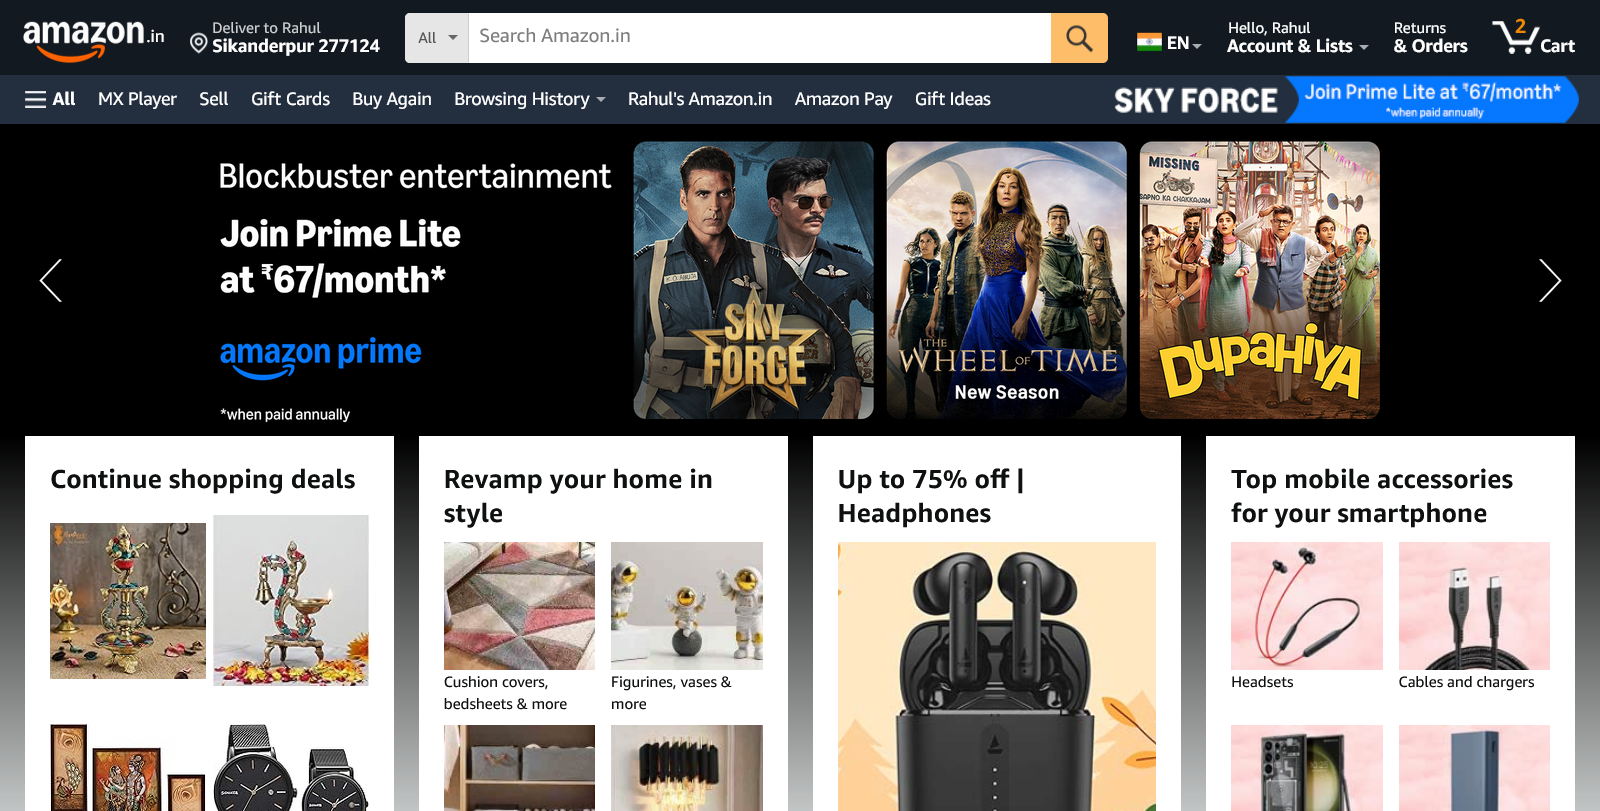 amazon.in
Deliver to Rahul
Sikanderpur 277124
All
Search Amazon.in
EN
Hello, Rahul
Account & Lists
Returns
& Orders
2
Cart
All
MX Player
Sell
Gift Cards
Buy Again
Browsing History
Rahul's Amazon.in
Amazon Pay
Gift Ideas
SKY FORCE
Join Prime Lite at ₹67/month*
*when paid annually
Blockbuster entertainment
Join Prime Lite
at ₹67/month*
amazon prime
*when paid annually
SKY
FORCE
THE
WHEEL OF TIME
New Season
MISSING
SAPNO KA CHAKKAJAM
DUPAHIYA
Continue shopping deals
Revamp your home in
style
Cushion covers,
bedsheets & more
Figurines, vases &
more
Up to 75% off |
Headphones
Top mobile accessories
for your smartphone
Headsets
Cables and chargers